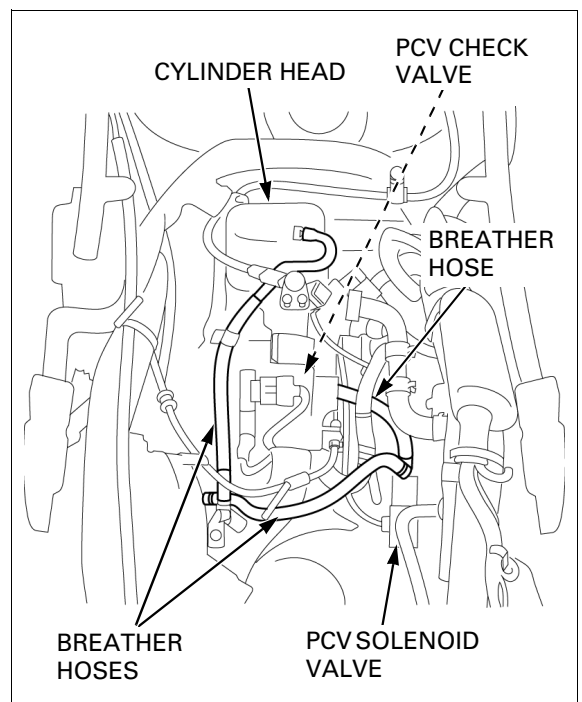 CYLINDER HEAD
PCV CHECK
VALVE
BREATHER
HOSE
BREATHER
HOSES
PCV SOLENOID
VALVE